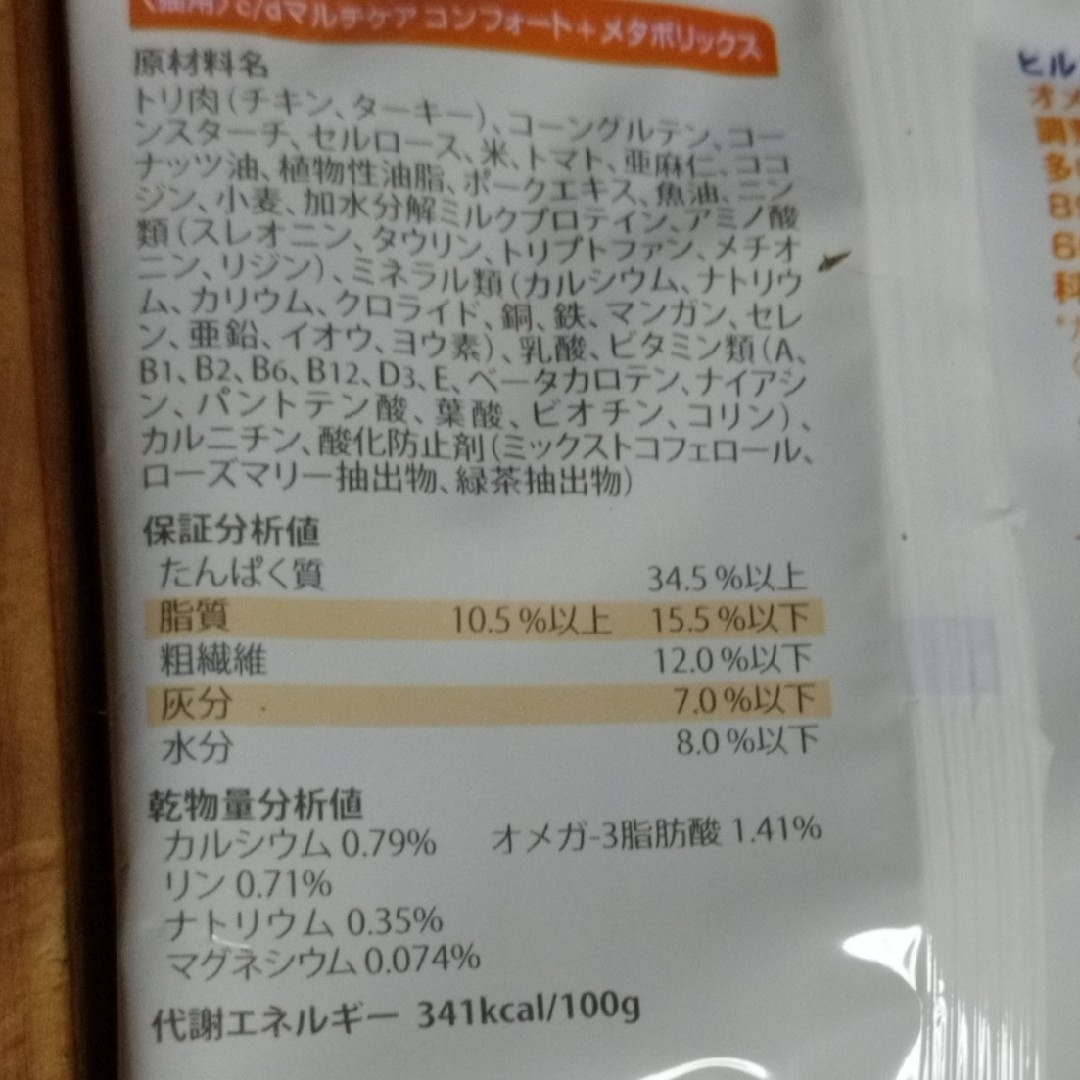 〈猫用〉c/dマルチケア コンフォート+メタボリックス
原材料名
トリ肉(チキン、ターキー)、コーングルテン、コー
ンスターチ、セルロース、米、トマト、亜麻仁、ココ
ナッツ油、植物性油脂、ポークエキス、魚油、ニン
ジン、小麦、加水分解ミルクプロテイン、アミノ酸
類(スレオニン、タウリン、トリプトファン、メチオ
ニン、リジン)、ミネラル類(カルシウム、ナトリウ
ム、カリウム、クロライド、銅、鉄、マンガン、セレ
ン、亜鉛、イオウ、ヨウ素)、乳酸、ビタミン類(A、
B1、B2、B6、B12、D3、E、ベータカロテン、ナイアシ
ン、パントテン酸、葉酸、ビオチン、コリン)、
カルニチン、酸化防止剤(ミックストコフェロール、
ローズマリー抽出物、緑茶抽出物)
保証分析値
たんぱく質 34.5%以上
脂質 10.5%以上 15.5%以下
粗繊維 12.0%以下
灰分 7.0%以下
水分 8.0%以下
乾物量分析値
カルシウム 0.79% オメガ-3脂肪酸 1.41%
リン 0.71%
ナトリウム 0.35%
マグネシウム 0.074%
代謝エネルギー 341kcal/100g
ヒル
オメ
調整